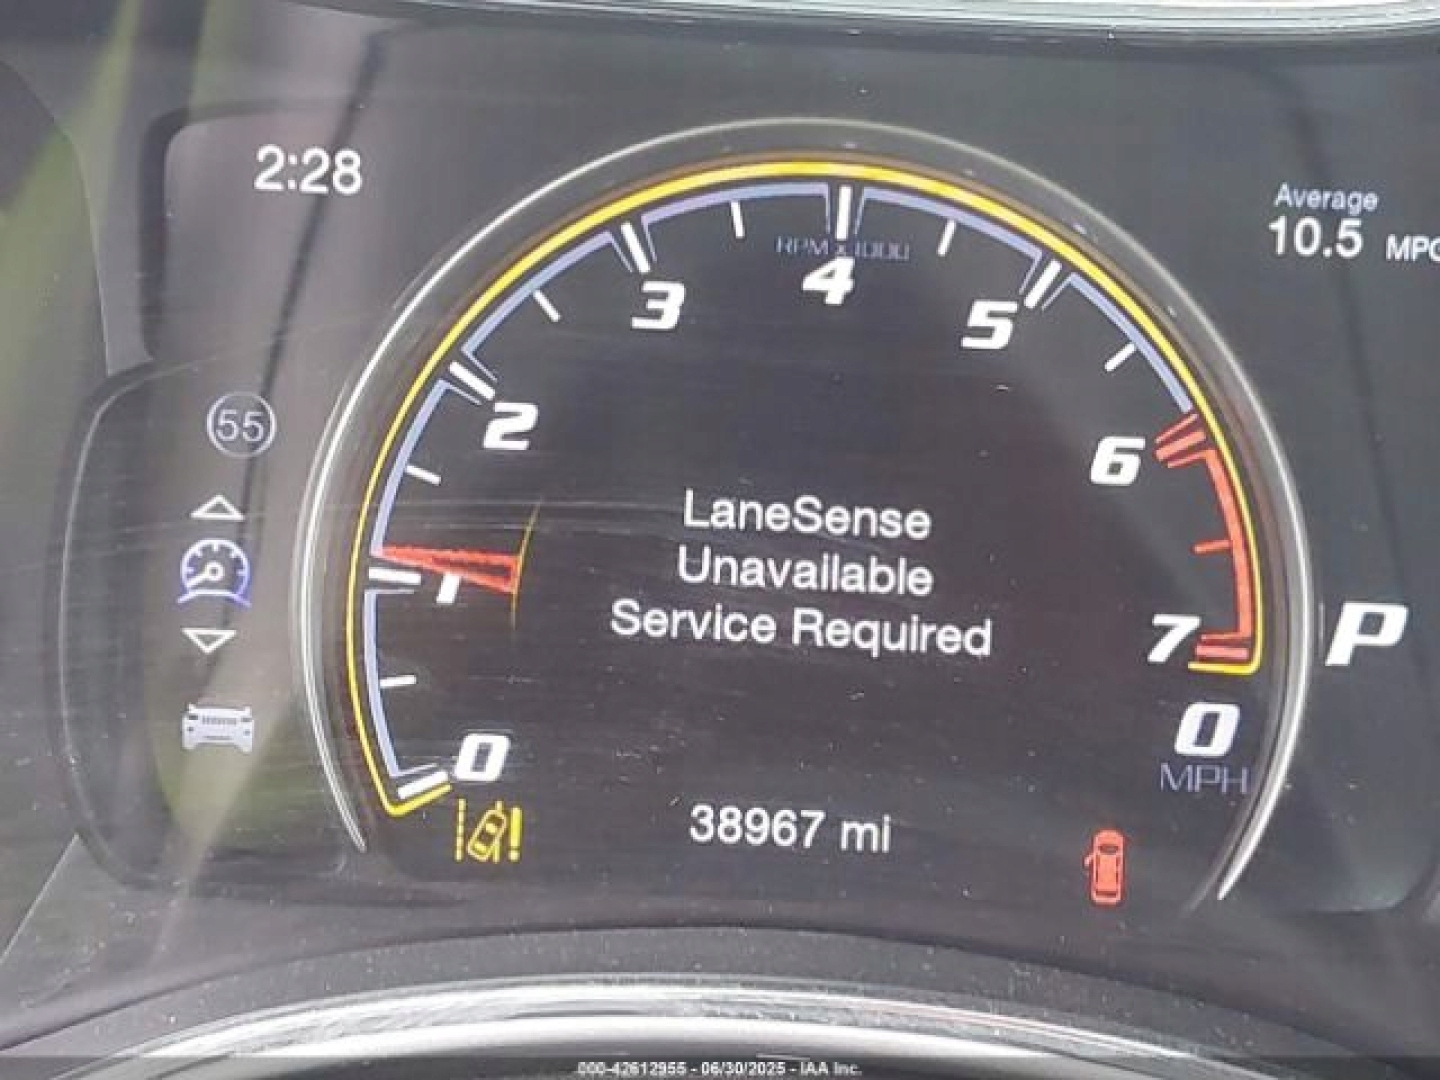 2:28
Average
10.5 MPG
RPM x 1000
4
3
5
55
2
6
LaneSense
Unavailable
Service Required
1
7
P
0
0
MPH
38967 mi
000-42612955 - 06/30/2025 - IAA Inc.